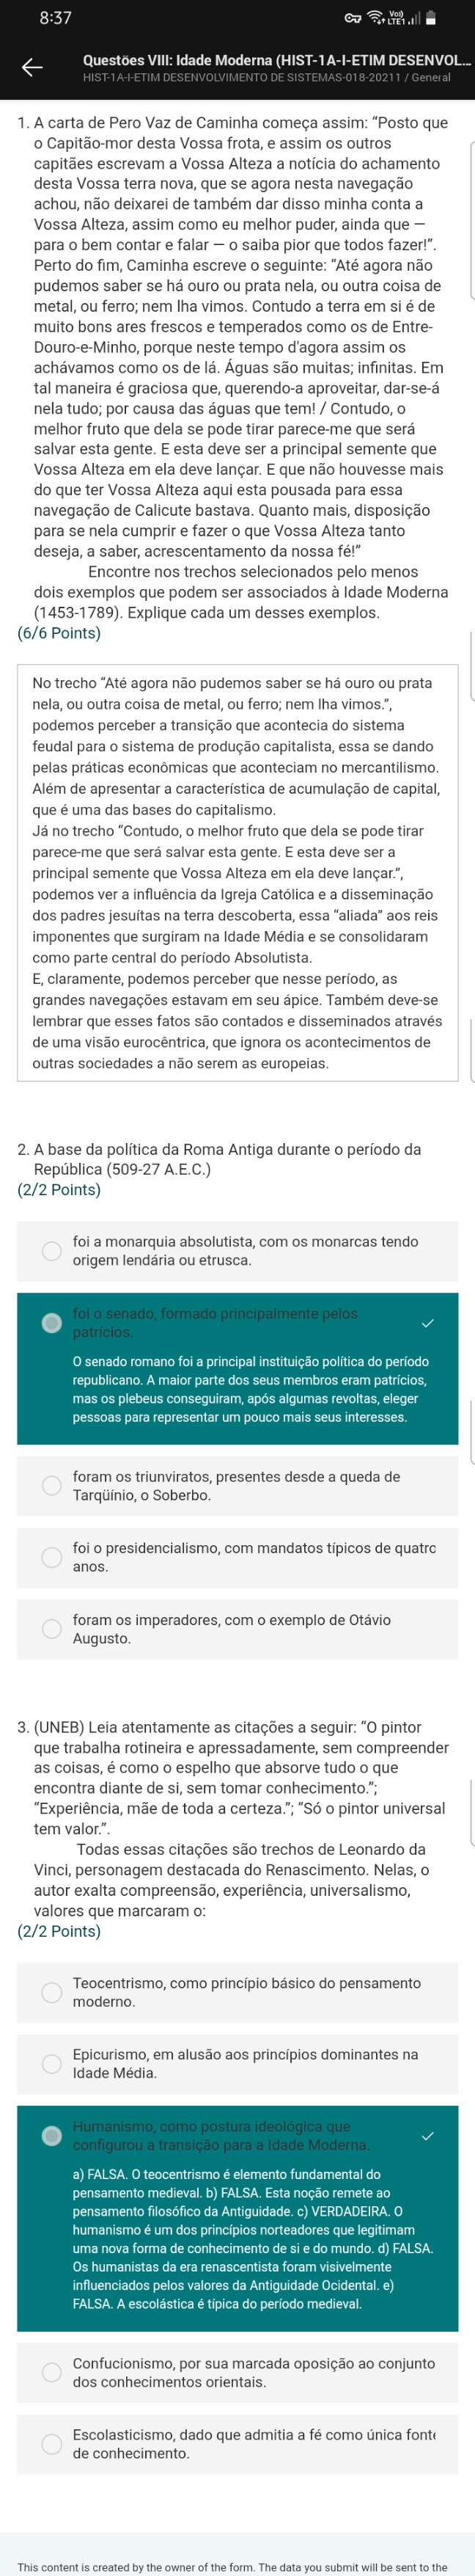 8:37
Vo)) LTE1
Questões VIII: Idade Moderna (HIST-1A-I-ETIM DESENVOL...
HIST-1A-I-ETIM DESENVOLVIMENTO DE SISTEMAS-018-20211 / General
1. A carta de Pero Vaz de Caminha começa assim: “Posto que
o Capitão-mor desta Vossa frota, e assim os outros
capitães escrevam a Vossa Alteza a notícia do achamento
desta Vossa terra nova, que se agora nesta navegação
achou, não deixarei de também dar disso minha conta a
Vossa Alteza, assim como eu melhor puder, ainda que —
para o bem contar e falar — o saiba pior que todos fazer!”.
Perto do fim, Caminha escreve o seguinte: “Até agora não
pudemos saber se há ouro ou prata nela, ou outra coisa de
metal, ou ferro; nem lha vimos. Contudo a terra em si é de
muito bons ares frescos e temperados como os de Entre-
Douro-e-Minho, porque neste tempo d'agora assim os
achávamos como os de lá. Águas são muitas; infinitas. Em
tal maneira é graciosa que, querendo-a aproveitar, dar-se-á
nela tudo; por causa das águas que tem! / Contudo, o
melhor fruto que dela se pode tirar parece-me que será
salvar esta gente. E esta deve ser a principal semente que
Vossa Alteza em ela deve lançar. E que não houvesse mais
do que ter Vossa Alteza aqui esta pousada para essa
navegação de Calicute bastava. Quanto mais, disposição
para se nela cumprir e fazer o que Vossa Alteza tanto
deseja, a saber, acrescentamento da nossa fé!”
Encontre nos trechos selecionados pelo menos
dois exemplos que podem ser associados à Idade Moderna
(1453-1789). Explique cada um desses exemplos.
(6/6 Points)
No trecho “Até agora não pudemos saber se há ouro ou prata
nela, ou outra coisa de metal, ou ferro; nem lha vimos.”,
podemos perceber a transição que acontecia do sistema
feudal para o sistema de produção capitalista, essa se dando
pelas práticas econômicas que aconteciam no mercantilismo.
Além de apresentar a característica de acumulação de capital,
que é uma das bases do capitalismo.
Já no trecho “Contudo, o melhor fruto que dela se pode tirar
parece-me que será salvar esta gente. E esta deve ser a
principal semente que Vossa Alteza em ela deve lançar.”,
podemos ver a influência da Igreja Católica e a disseminação
dos padres jesuítas na terra descoberta, essa “aliada” aos reis
imponentes que surgiram na Idade Média e se consolidaram
como parte central do período Absolutista.
E, claramente, podemos perceber que nesse período, as
grandes navegações estavam em seu ápice. Também deve-se
lembrar que esses fatos são contados e disseminados através
de uma visão eurocêntrica, que ignora os acontecimentos de
outras sociedades a não serem as europeias.
2. A base da política da Roma Antiga durante o período da
República (509-27 A.E.C.)
(2/2 Points)
foi a monarquia absolutista, com os monarcas tendo
origem lendária ou etrusca.
foi o senado, formado principalmente pelos
patrícios.
O senado romano foi a principal instituição política do período
republicano. A maior parte dos seus membros eram patrícios,
mas os plebeus conseguiram, após algumas revoltas, eleger
pessoas para representar um pouco mais seus interesses.
foram os triunviratos, presentes desde a queda de
Tarqüínio, o Soberbo.
foi o presidencialismo, com mandatos típicos de quatro
anos.
foram os imperadores, com o exemplo de Otávio
Augusto.
3. (UNEB) Leia atentamente as citações a seguir: “O pintor
que trabalha rotineira e apressadamente, sem compreender
as coisas, é como o espelho que absorve tudo o que
encontra diante de si, sem tomar conhecimento.”;
“Experiência, mãe de toda a certeza.”; “Só o pintor universal
tem valor.”.
Todas essas citações são trechos de Leonardo da
Vinci, personagem destacada do Renascimento. Nelas, o
autor exalta compreensão, experiência, universalismo,
valores que marcaram o:
(2/2 Points)
Teocentrismo, como princípio básico do pensamento
moderno.
Epicurismo, em alusão aos princípios dominantes na
Idade Média.
Humanismo, como postura ideológica que
configurou a transição para a Idade Moderna.
a) FALSA. O teocentrismo é elemento fundamental do
pensamento medieval. b) FALSA. Esta noção remete ao
pensamento filosófico da Antiguidade. c) VERDADEIRA. O
humanismo é um dos princípios norteadores que legitimam
uma nova forma de conhecimento de si e do mundo. d) FALSA.
Os humanistas da era renascentista foram visivelmente
influenciados pelos valores da Antiguidade Ocidental. e)
FALSA. A escolástica é típica do período medieval.
Confucionismo, por sua marcada oposição ao conjunto
dos conhecimentos orientais.
Escolasticismo, dado que admitia a fé como única fonte
de conhecimento.
This content is created by the owner of the form. The data you submit will be sent to the